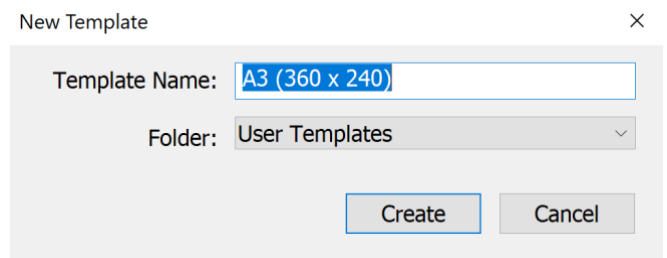 New Template
Template Name: A3 (360 x 240)
Folder: User Templates
Create Cancel